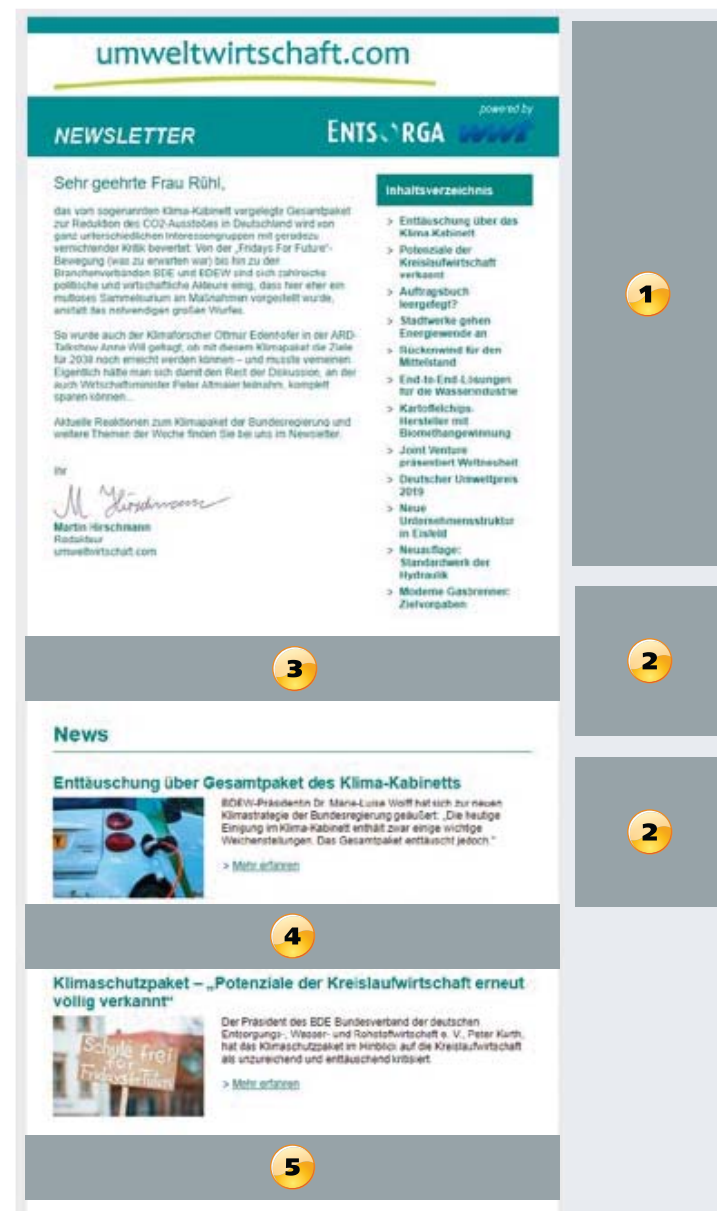 umweltwirtschaft.com
NEWSLETTER
ENTSORGA
powered by
wwt
Sehr geehrte Frau Rühl,
das vom sogenannten Klima-Kabinett vorgelegte Gesamtpaket
zur Reduktion des CO2-Ausstoßes in Deutschland wird von
ganz unterschiedlichen Interessengruppen mit geradezu
vernichtender Kritik bewertet. Von der „Fridays For Future"-
Bewegung (was zu erwarten war) bis hin zu der
Branchenverbänden BDE und BDEW sind sich zahlreiche
politische und wirtschaftliche Akteure einig, dass hier eher ein
mutloses Sammelsurium an Maßnahmen vorgestellt wurde,
anstatt des notwendigen großen Wurfes.
So wurde auch der Klimaforscher Ottmar Edenhofer in der ARD-
Talkshow Anne Will gefragt, ob mit diesem Klimapaket die Ziele
für 2030 noch erreicht werden können – und musste verneinen.
Eigentlich hätte man sich damit den Rest der Diskussion, an der
auch Wirtschaftsminister Peter Altmaier teilnahm, komplett
sparen können...
Aktuelle Reaktionen zum Klimapaket der Bundesregierung und
weitere Themen der Woche finden Sie bei uns im Newsletter.
Ihr
M. Hirschmann
Martin Hirschmann
Redakteur
umweltwirtschaft.com
Inhaltsverzeichnis
> Enttäuschung über das
Klima-Kabinett
> Potenziale der
Kreislaufwirtschaft
verkannt
> Auftragsbuch
leergefegt?
> Stadtwerke gehen
Energiewende an
> Rückenwind für den
Mittelstand
> End-to-End-Lösungen
für die Wasserindustrie
> Kartoffelchips-
Hersteller mit
Biomethangewinnung
> Joint Venture
präsentiert Weltneuheit
> Deutscher Umweltpreis
2019
> Neue
Unternehmensstruktur
in Eisfeld
> Neuauflage:
Standardwerk der
Hydraulik
> Moderne Gasbrenner:
Zielvorgaben
1
2
3
News
Enttäuschung über Gesamtpaket des Klima-Kabinetts
BDEW-Präsidentin Dr. Marie-Luise Wolff hat sich zur neuen
Klimastrategie der Bundesregierung geäußert: „Die heutige
Einigung im Klima-Kabinett enthält zwar einige wichtige
Weichenstellungen. Das Gesamtpaket enttäuscht jedoch."
> Mehr erfahren
2
4
Klimaschutzpaket – „Potenziale der Kreislaufwirtschaft erneut
völlig verkannt"
Schule frei
for
Fridays for Future
Der Präsident des BDE Bundesverband der deutschen
Entsorgungs-, Wasser- und Rohstoffwirtschaft e. V., Peter Kurth,
hat das Klimaschutzpaket im Hinblick auf die Kreislaufwirtschaft
als unzureichend und enttäuschend kritisiert.
> Mehr erfahren
5